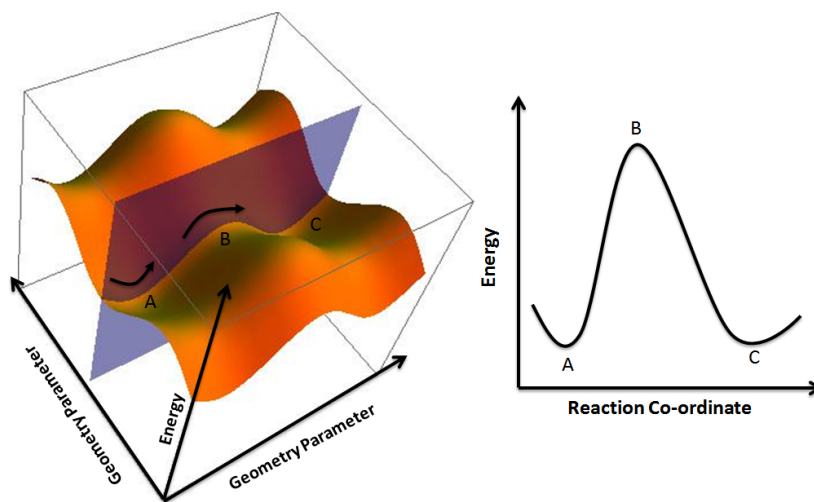 A
B
C
Geometry Parameter
Energy
Geometry Parameter
Energy
B
A
C
Reaction Co-ordinate